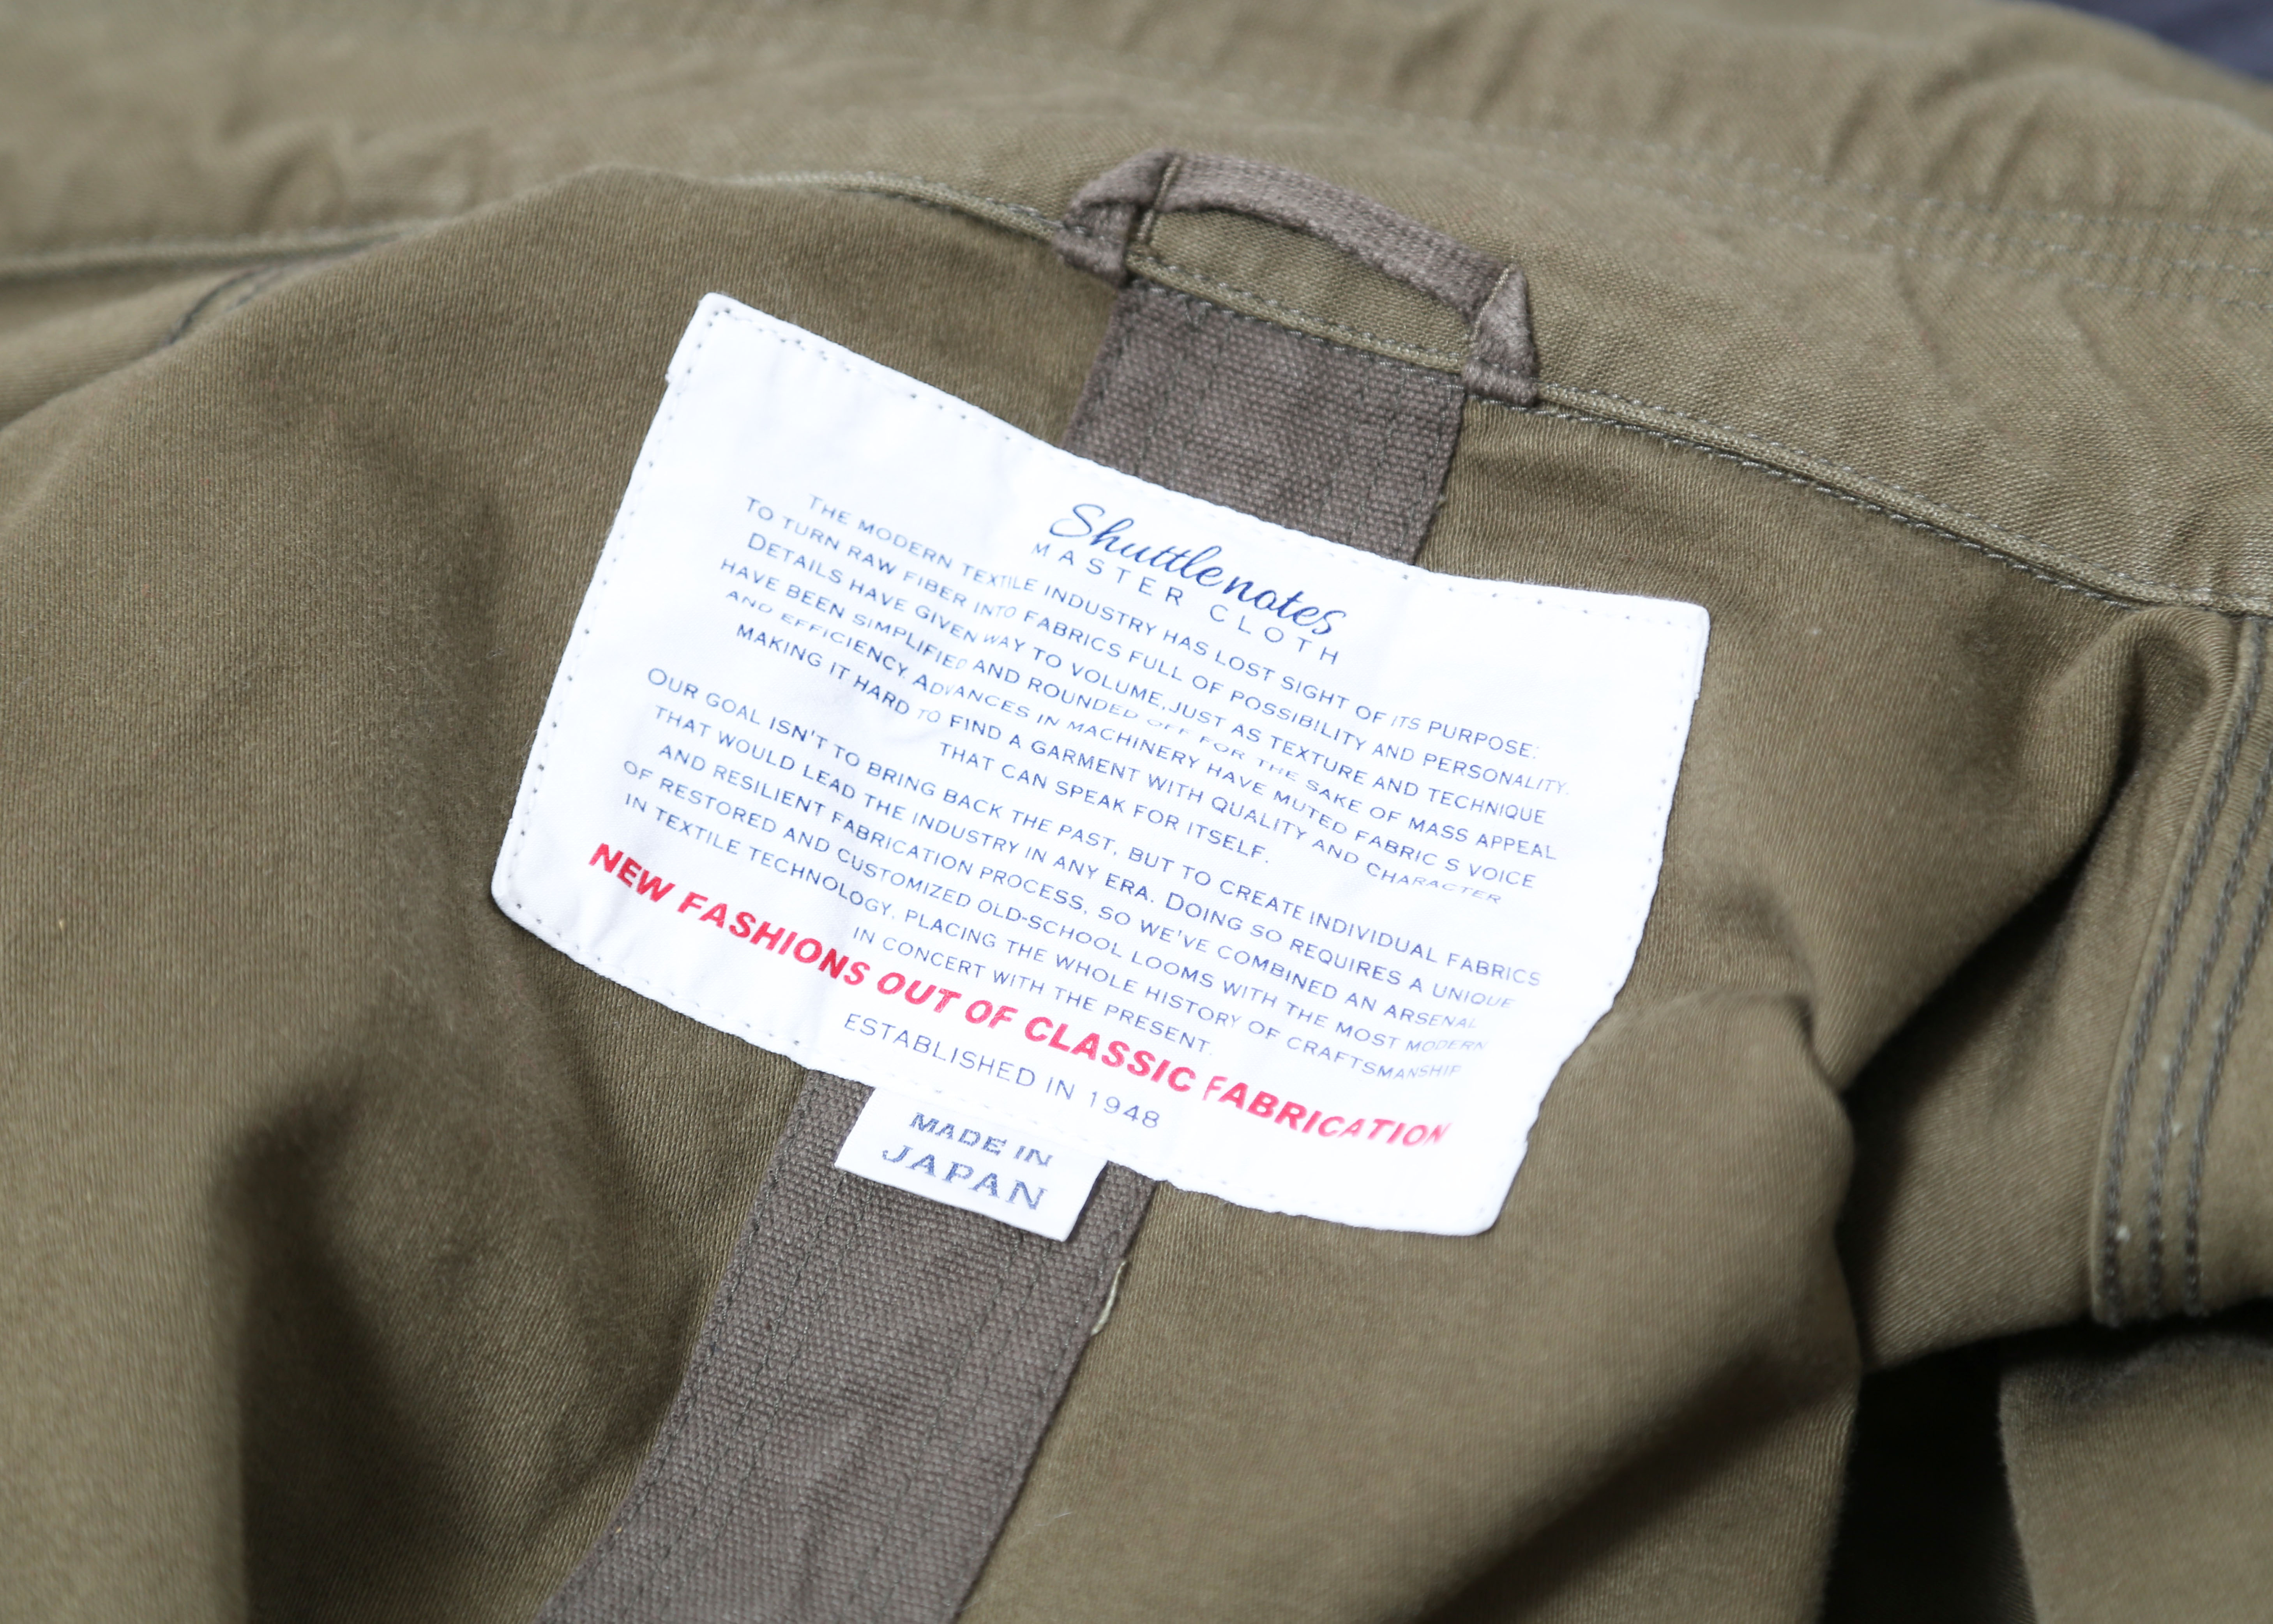 Shuttlenotes
MASTER CLOTH
THE MODERN TEXTILE INDUSTRY HAS LOST SIGHT OF ITS PURPOSE:
TO TURN RAW FIBER INTO FABRICS FULL OF POSSIBILITY AND PERSONALITY.
DETAILS HAVE GIVEN WAY TO VOLUME, JUST AS TEXTURE AND TECHNIQUE
HAVE BEEN SIMPLIFIED AND ROUNDED OFF FOR THE SAKE OF MASS APPEAL
AND EFFICIENCY. ADVANCES IN MACHINERY HAVE MUTED FABRIC S VOICE
MAKING IT HARD TO FIND A GARMENT WITH QUALITY AND CHARACTER
THAT CAN SPEAK FOR ITSELF.
OUR GOAL ISN'T TO BRING BACK THE PAST, BUT TO CREATE INDIVIDUAL FABRICS
THAT WOULD LEAD THE INDUSTRY IN ANY ERA. DOING SO REQUIRES A UNIQUE
AND RESILIENT FABRICATION PROCESS, SO WE'VE COMBINED AN ARSENAL
OF RESTORED AND CUSTOMIZED OLD-SCHOOL LOOMS WITH THE MOST MODERN
IN TEXTILE TECHNOLOGY, PLACING THE WHOLE HISTORY OF CRAFTSMANSHIP
IN CONCERT WITH THE PRESENT.
NEW FASHIONS OUT OF CLASSIC FABRICATION
ESTABLISHED IN 1948
MADE IN
JAPAN